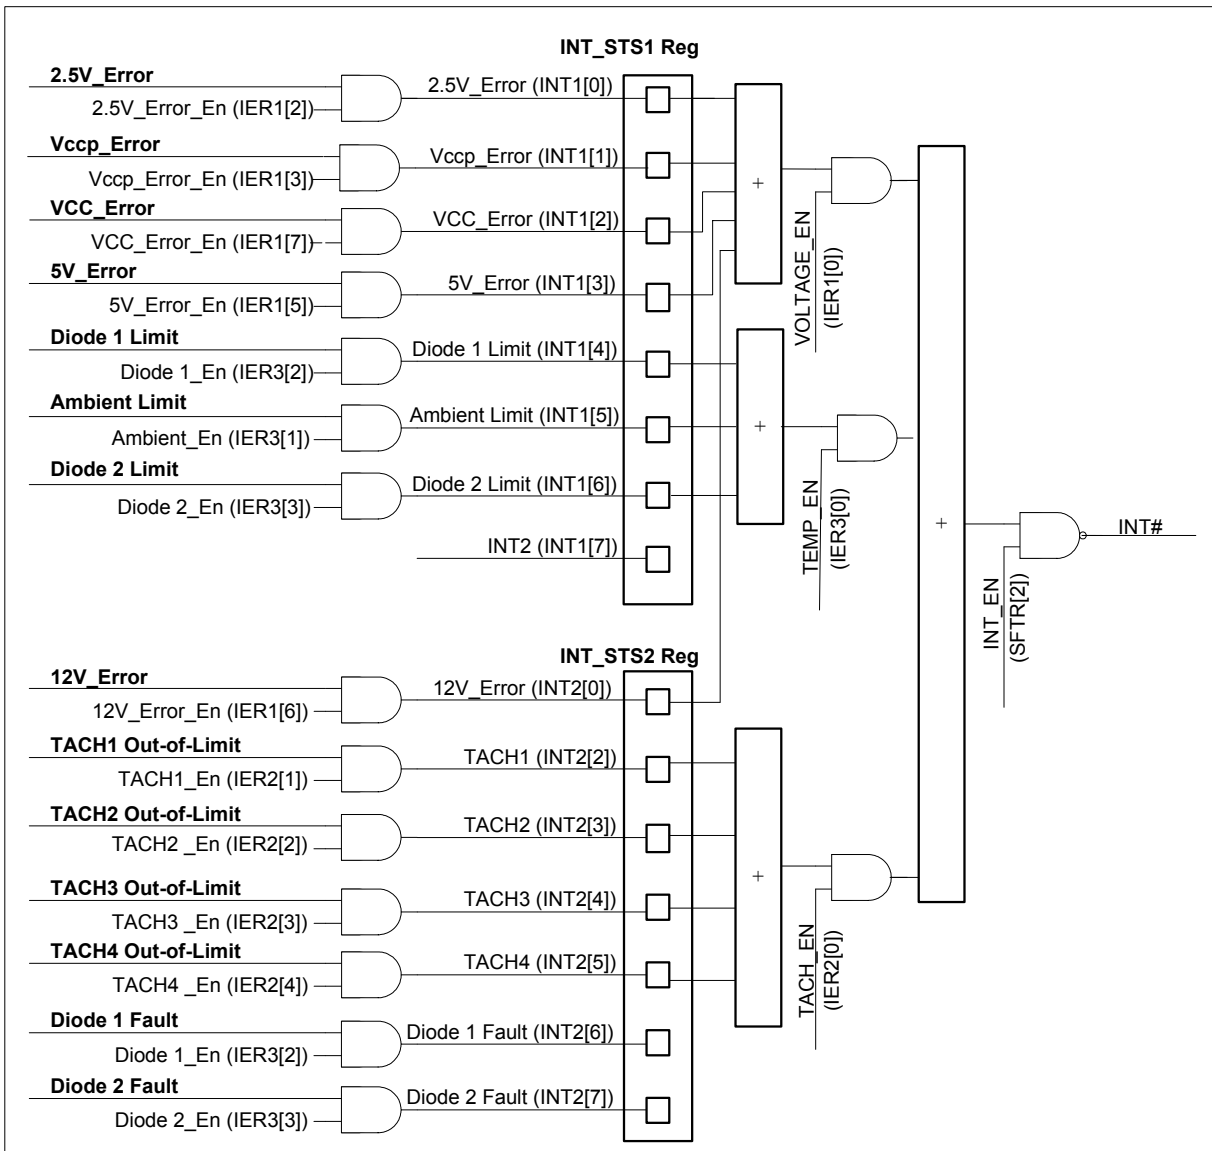 INT_STS1 Reg
2.5V_Error
2.5V_Error_En (IER1[2])
2.5V_Error (INT1[0])
Vccp_Error
Vccp_Error_En (IER1[3])
Vccp_Error (INT1[1])
VCC_Error
VCC_Error_En (IER1[7])
VCC_Error (INT1[2])
5V_Error
5V_Error_En (IER1[5])
5V_Error (INT1[3])
Diode 1 Limit
Diode 1_En (IER3[2])
Diode 1 Limit (INT1[4])
Ambient Limit
Ambient_En (IER3[1])
Ambient Limit (INT1[5])
Diode 2 Limit
Diode 2_En (IER3[3])
Diode 2 Limit (INT1[6])
INT2 (INT1[7])
+
VOLTAGE_EN
(IER1[0])
+
TEMP_EN
(IER3[0])
+
INT_EN
(SFTR[2])
INT#
INT_STS2 Reg
12V_Error
12V_Error_En (IER1[6])
12V_Error (INT2[0])
TACH1 Out-of-Limit
TACH1_En (IER2[1])
TACH1 (INT2[2])
TACH2 Out-of-Limit
TACH2 _En (IER2[2])
TACH2 (INT2[3])
TACH3 Out-of-Limit
TACH3 _En (IER2[3])
TACH3 (INT2[4])
TACH4 Out-of-Limit
TACH4 _En (IER2[4])
TACH4 (INT2[5])
Diode 1 Fault
Diode 1_En (IER3[2])
Diode 1 Fault (INT2[6])
Diode 2 Fault
Diode 2_En (IER3[3])
Diode 2 Fault (INT2[7])
+
TACH_EN
(IER2[0])